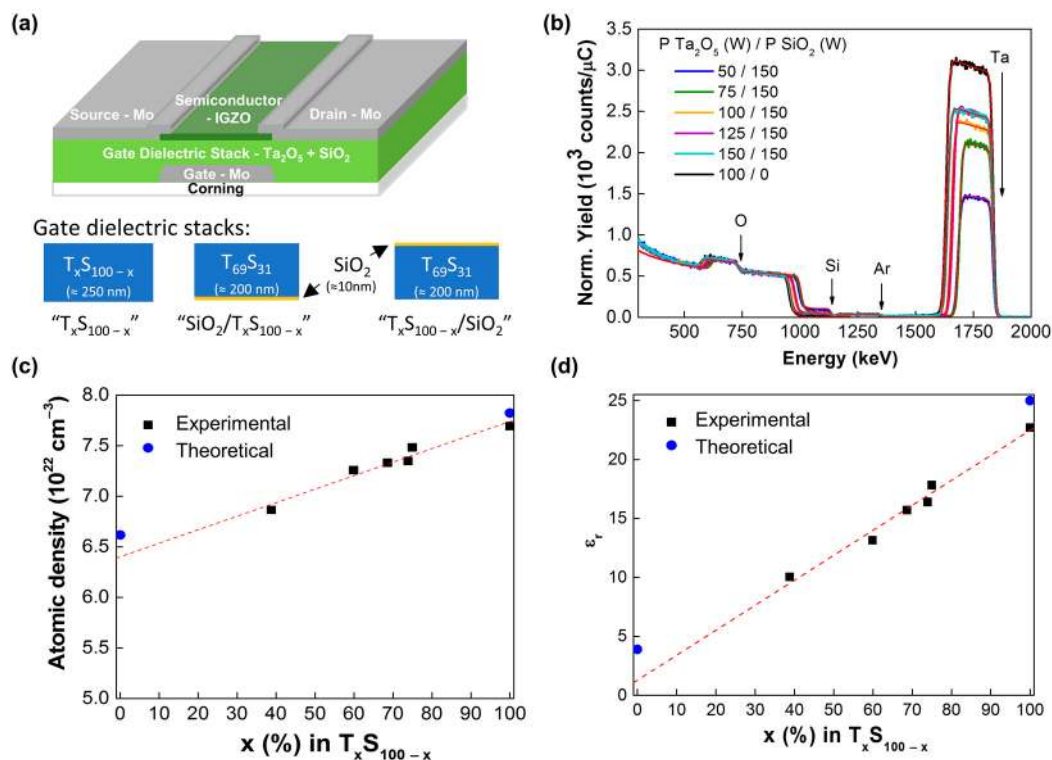 (a)
Source - Mo
Semiconductor
- IGZO
Drain - Mo
Gate Dielectric Stack - Ta₂O₅ + SiO₂
Gate - Mo
Corning
Gate dielectric stacks:
TₓS₁₀₀ ₋ ₓ
(≈ 250 nm)
T₆₉S₃₁
(≈ 200 nm)
SiO₂
(≈10nm)
T₆₉S₃₁
(≈ 200 nm)
“TₓS₁₀₀ ₋ ₓ”
“SiO₂/TₓS₁₀₀ ₋ ₓ”
“TₓS₁₀₀ ₋ ₓ/SiO₂”
(b)
Norm. Yield (10³ counts/μC)
3.0
2.5
2.0
1.5
1.0
0.5
0.0
P Ta₂O₅ (W) / P SiO₂ (W)
50 / 150
75 / 150
100 / 150
125 / 150
150 / 150
100 / 0
Ta
O
Si
Ar
500 750 1000 1250 1500 1750 2000
Energy (keV)
(c)
Atomic density (10²² cm⁻³)
8.0
7.5
7.0
6.5
6.0
5.5
5.0
Experimental
Theoretical
0 10 20 30 40 50 60 70 80 90 100
x (%) in TₓS₁₀₀ ₋ ₓ
(d)
εᵣ
25
20
15
10
5
0
Experimental
Theoretical
0 10 20 30 40 50 60 70 80 90 100
x (%) in TₓS₁₀₀ ₋ ₓ